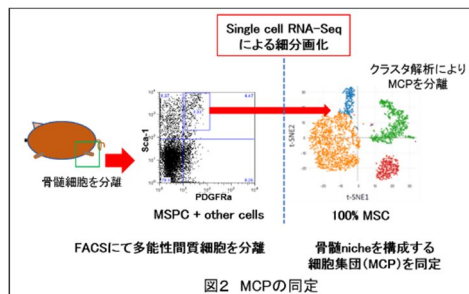 Single cell RNA-Seq
による細分画化
クラスタ解析により
MCPを分離
Sca-1
PDGFRa
t-SNE2
t-SNE1
骨髄細胞を分離
MSPC + other cells
100% MSC
FACSにて多能性間質細胞を分離
骨髄nicheを構成する
細胞集団(MCP)を同定
図2 MCPの同定